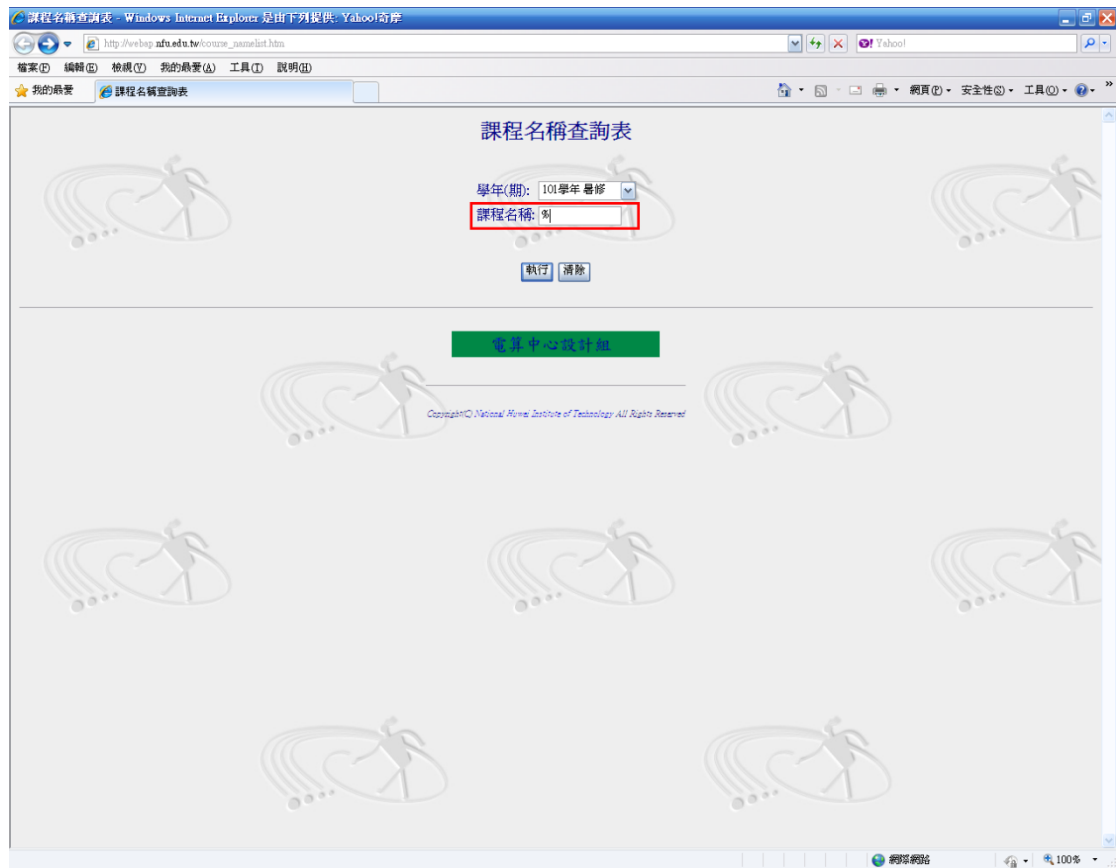 課程名稱查詢表 - Windows Internet Explorer 是由下列提供: Yahoo!奇摩
http://webap.nfu.edu.tw/course_namelist.htm
Yahoo!
檔案(F) 編輯(E) 檢視(V) 我的最愛(A) 工具(T) 說明(H)
我的最愛 課程名稱查詢表 網頁(P) 安全性(S) 工具(O) »
課程名稱查詢表
學年(期): 101學年 暑修
課程名稱: %
執行 清除
電算中心設計組
Copyright(C) National Huwei Institute of Technology All Rights Reserved
網際網路 100%